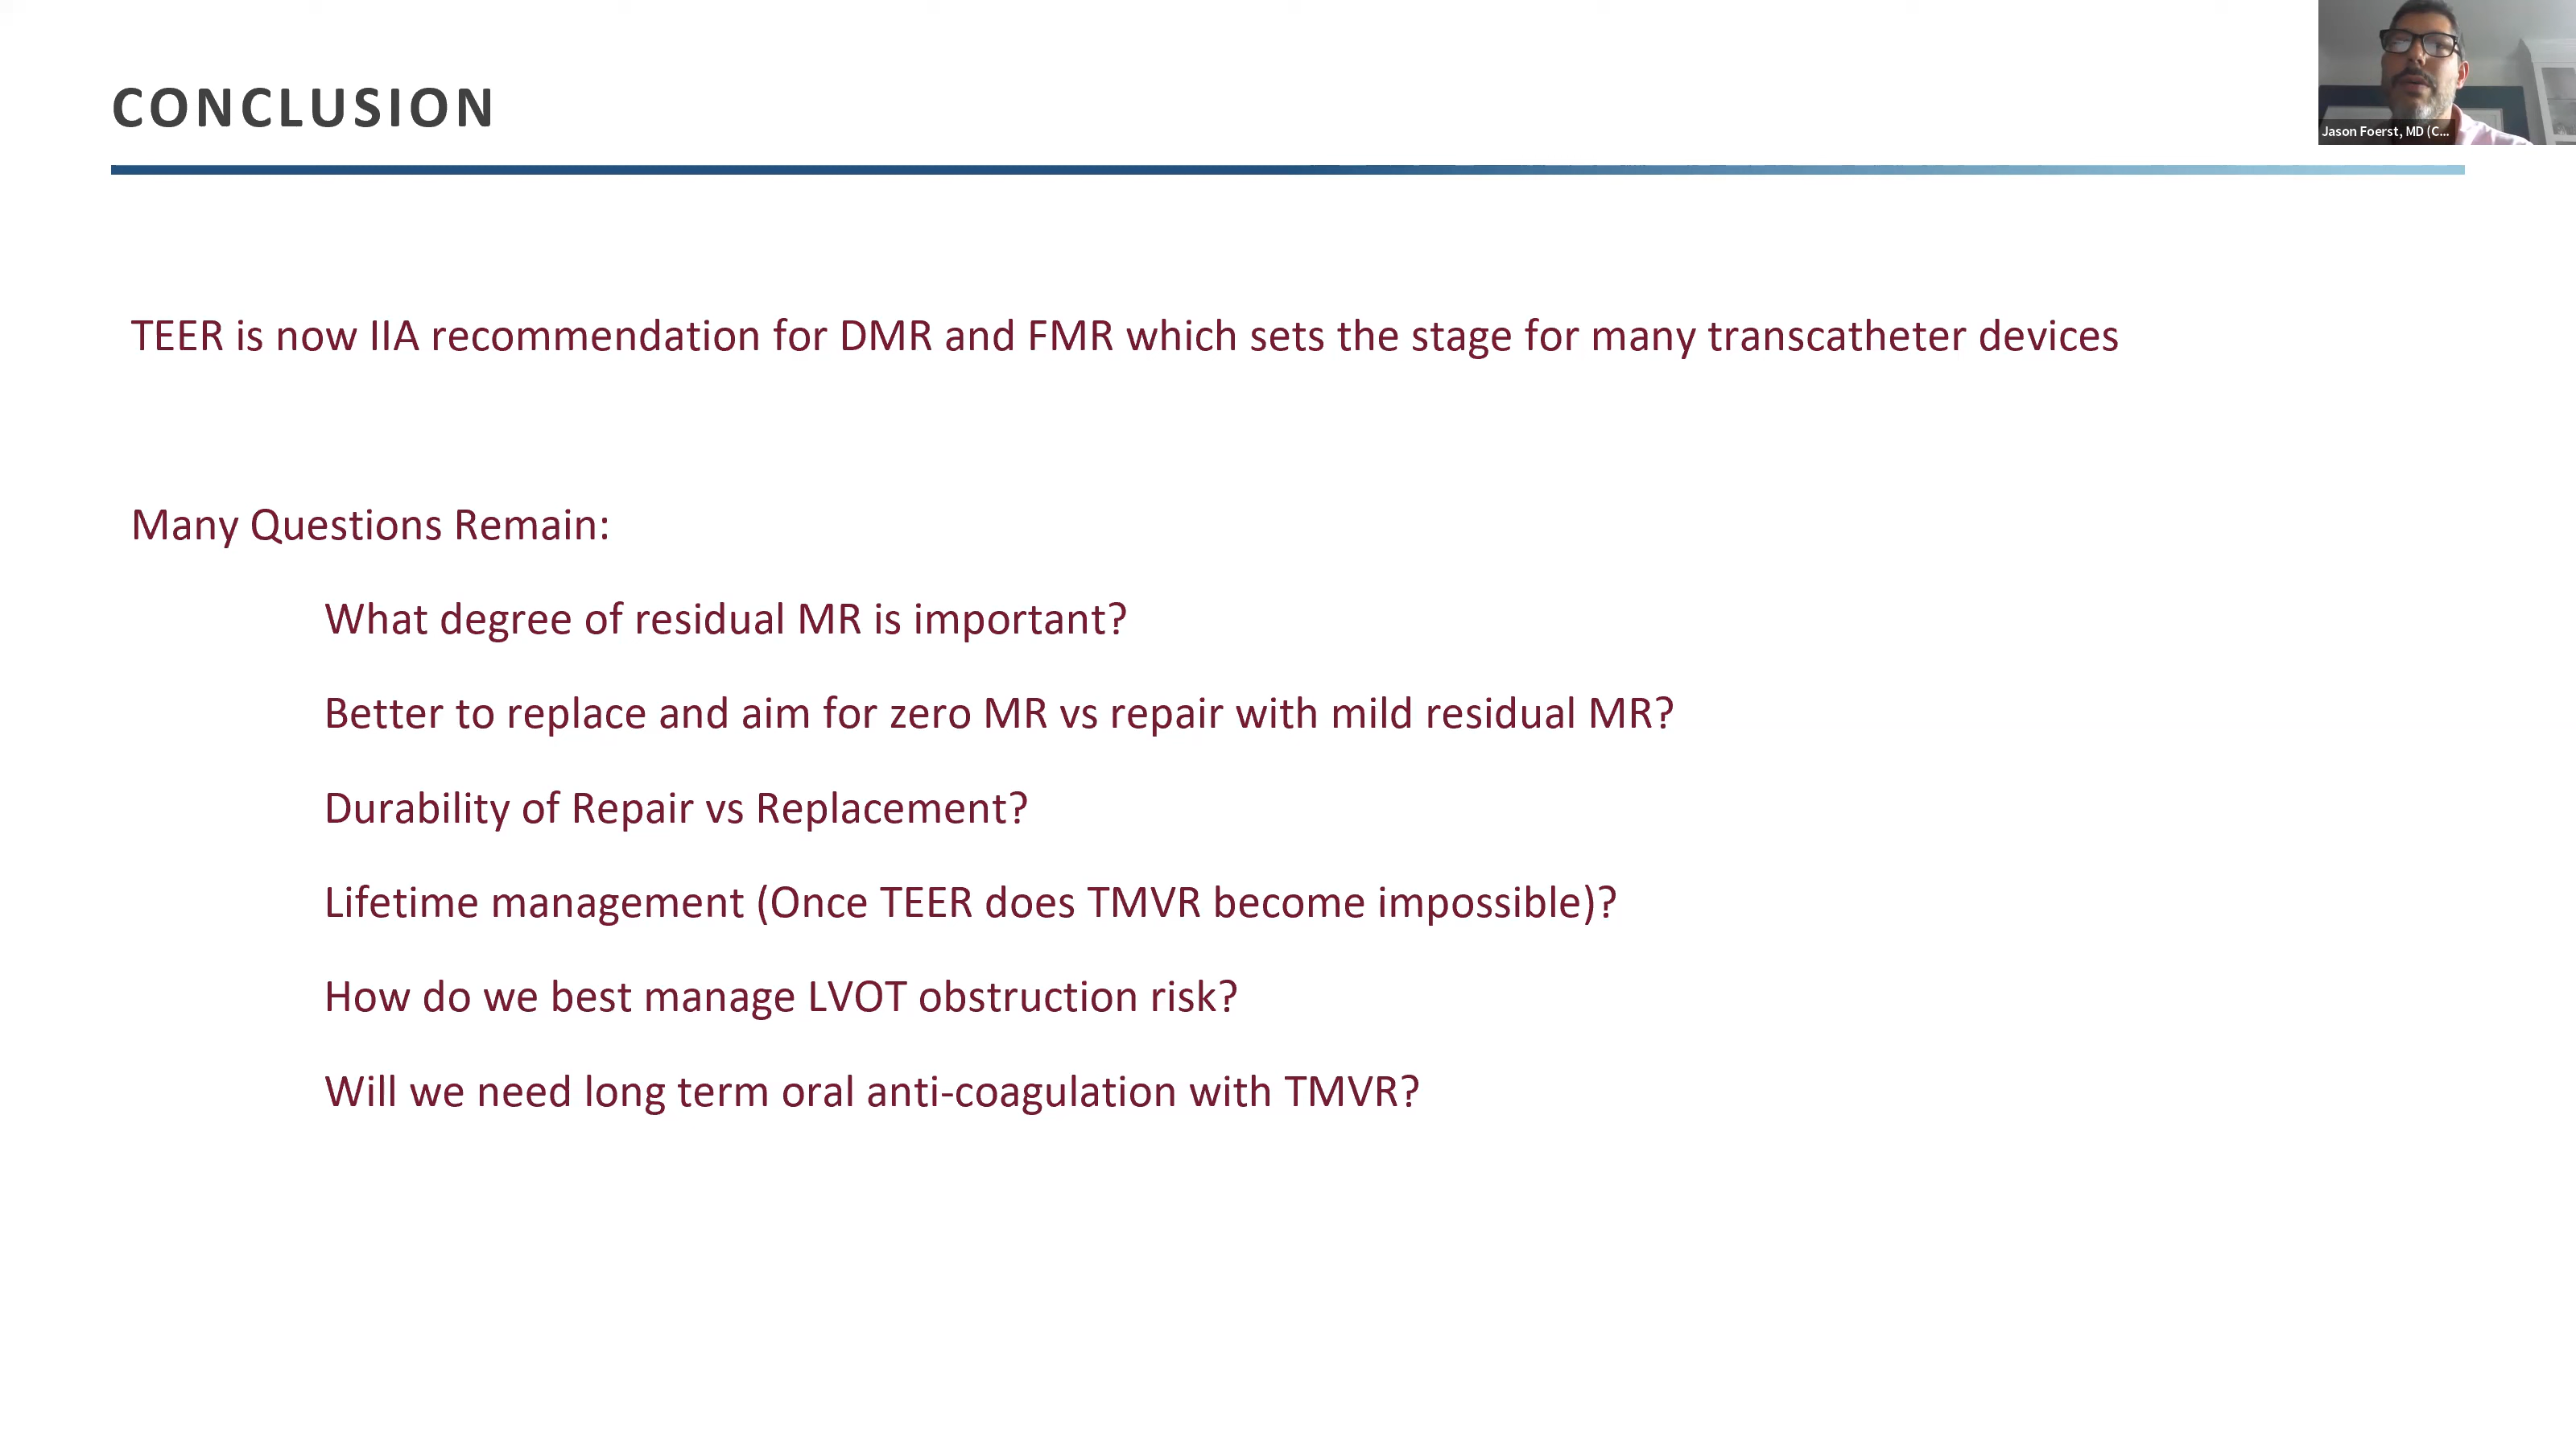 CONCLUSION
Jason Foerst, MD (C...
TEER is now IIA recommendation for DMR and FMR which sets the stage for many transcatheter devices
Many Questions Remain:
What degree of residual MR is important?
Better to replace and aim for zero MR vs repair with mild residual MR?
Durability of Repair vs Replacement?
Lifetime management (Once TEER does TMVR become impossible)?
How do we best manage LVOT obstruction risk?
Will we need long term oral anti-coagulation with TMVR?